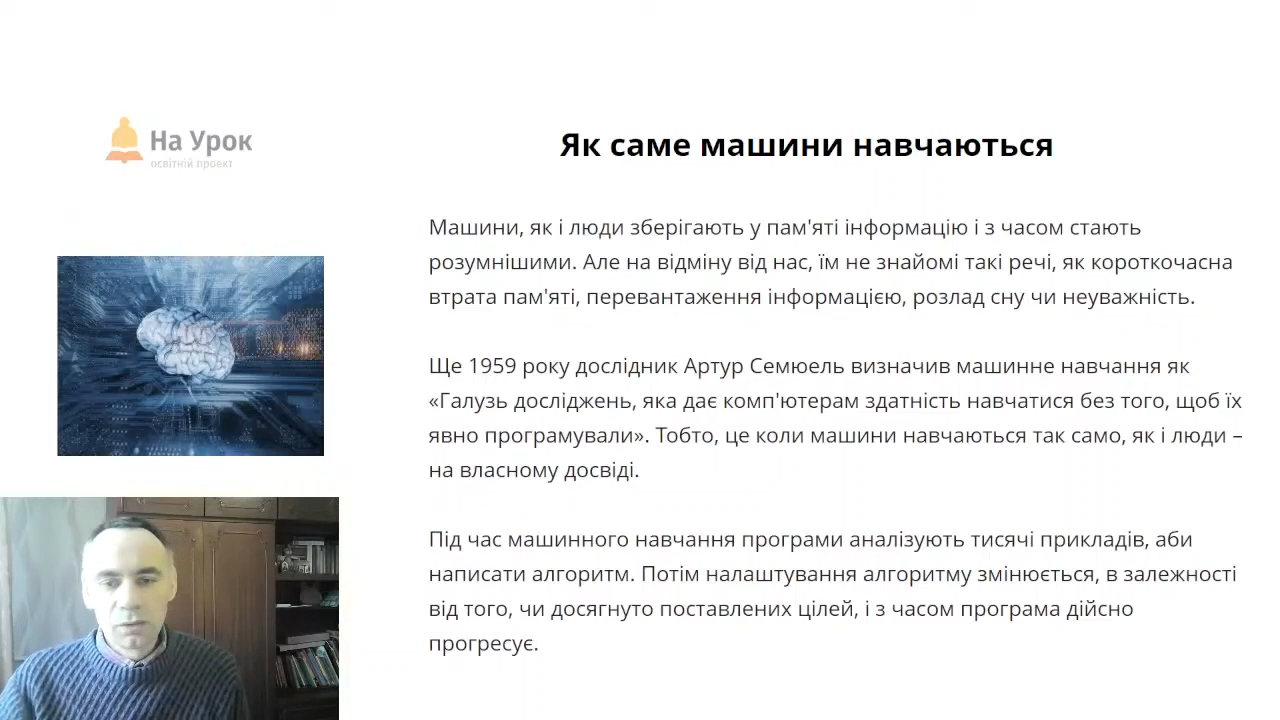 На Урок
освітній проект
Як саме машини навчаються
Машини, як і люди зберігають у пам'яті інформацію і з часом стають
розумнішими. Але на відміну від нас, їм не знайомі такі речі, як короткочасна
втрата пам'яті, перевантаження інформацією, розлад сну чи неуважність.
Ще 1959 року дослідник Артур Семюель визначив машинне навчання як
«Галузь досліджень, яка дає комп'ютерам здатність навчатися без того, щоб їх
явно програмували». Тобто, це коли машини навчаються так само, як і люди –
на власному досвіді.
Під час машинного навчання програми аналізують тисячі прикладів, аби
написати алгоритм. Потім налаштування алгоритму змінюється, в залежності
від того, чи досягнуто поставлених цілей, і з часом програма дійсно
прогресує.